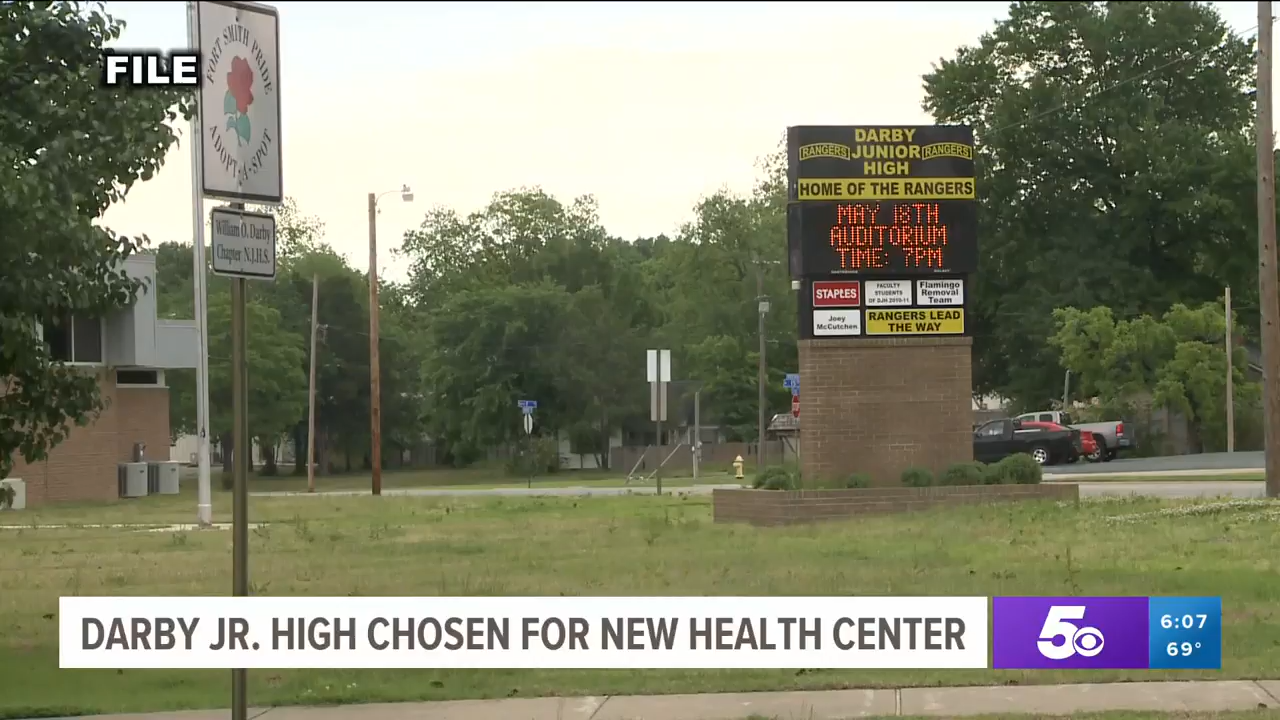 FILE
FORT SMITH PRIDE
ADOPT-A-SPOT
William O. Darby
Chapter N.J.H.S.
DARBY
RANGERS JUNIOR RANGERS
HIGH
HOME OF THE RANGERS
MAY 18TH
AUDITORIUM
TIME: 7PM
STAPLES
FACULTY
STUDENTS
OF DJH 2010-11
Flamingo
Removal
Team
Joey
McCutchen
RANGERS LEAD
THE WAY
DARBY JR. HIGH CHOSEN FOR NEW HEALTH CENTER
5
6:07
69°